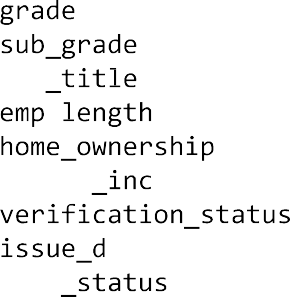 grade
sub_grade
_title
emp length
home_ownership
_inc
verification_status
issue_d
_status